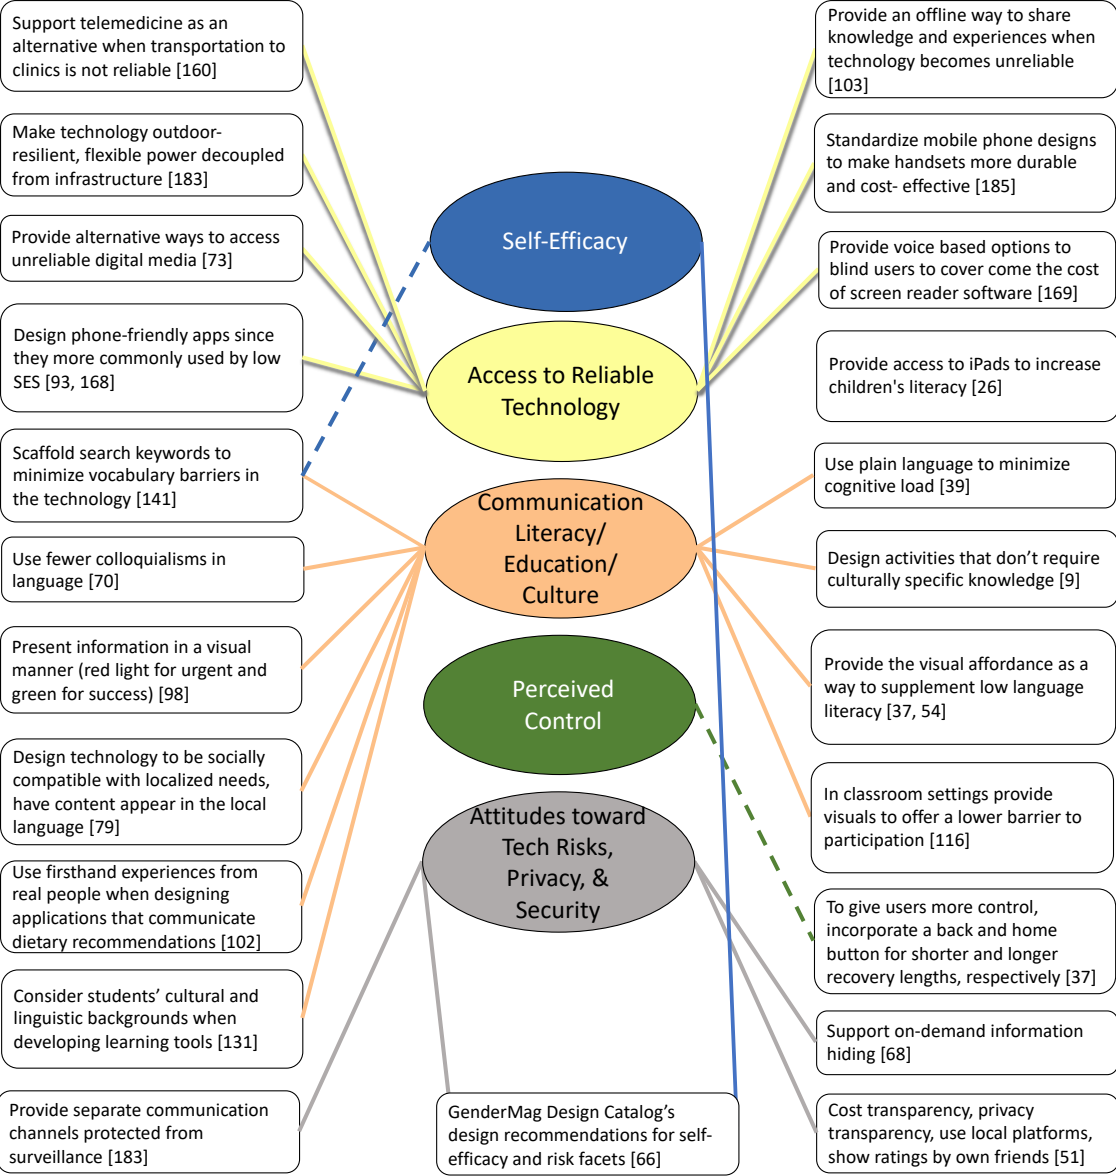 Support telemedicine as an
alternative when transportation to
clinics is not reliable [160]
Make technology outdoor-
resilient, flexible power decoupled
from infrastructure [183]
Provide alternative ways to access
unreliable digital media [73]
Design phone-friendly apps since
they more commonly used by low
SES [93, 168]
Scaffold search keywords to
minimize vocabulary barriers in
the technology [141]
Use fewer colloquialisms in
language [70]
Present information in a visual
manner (red light for urgent and
green for success) [98]
Design technology to be socially
compatible with localized needs,
have content appear in the local
language [79]
Use firsthand experiences from
real people when designing
applications that communicate
dietary recommendations [102]
Consider students’ cultural and
linguistic backgrounds when
developing learning tools [131]
Provide separate communication
channels protected from
surveillance [183]
Self-Efficacy
Access to Reliable
Technology
Communication
Literacy/
Education/
Culture
Perceived
Control
Attitudes toward
Tech Risks,
Privacy, &
Security
GenderMag Design Catalog’s
design recommendations for self-
efficacy and risk facets [66]
Provide an offline way to share
knowledge and experiences when
technology becomes unreliable
[103]
Standardize mobile phone designs
to make handsets more durable
and cost- effective [185]
Provide voice based options to
blind users to cover come the cost
of screen reader software [169]
Provide access to iPads to increase
children's literacy [26]
Use plain language to minimize
cognitive load [39]
Design activities that don’t require
culturally specific knowledge [9]
Provide the visual affordance as a
way to supplement low language
literacy [37, 54]
In classroom settings provide
visuals to offer a lower barrier to
participation [116]
To give users more control,
incorporate a back and home
button for shorter and longer
recovery lengths, respectively [37]
Support on-demand information
hiding [68]
Cost transparency, privacy
transparency, use local platforms,
show ratings by own friends [51]